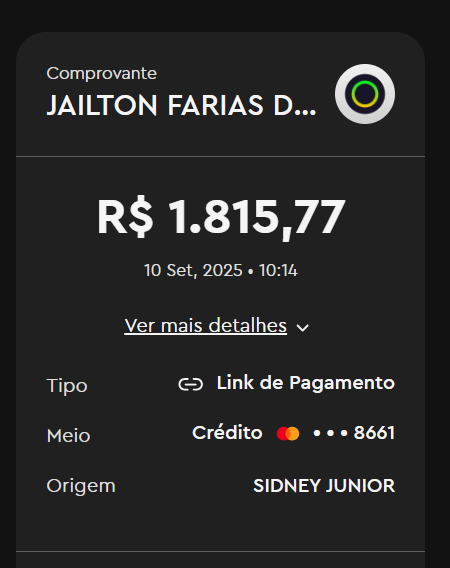 Comprovante
JAILTON FARIAS D...
R$ 1.815,77
10 Set, 2025 • 10:14
Ver mais detalhes
Tipo Link de Pagamento
Meio Crédito • • • 8661
Origem SIDNEY JUNIOR